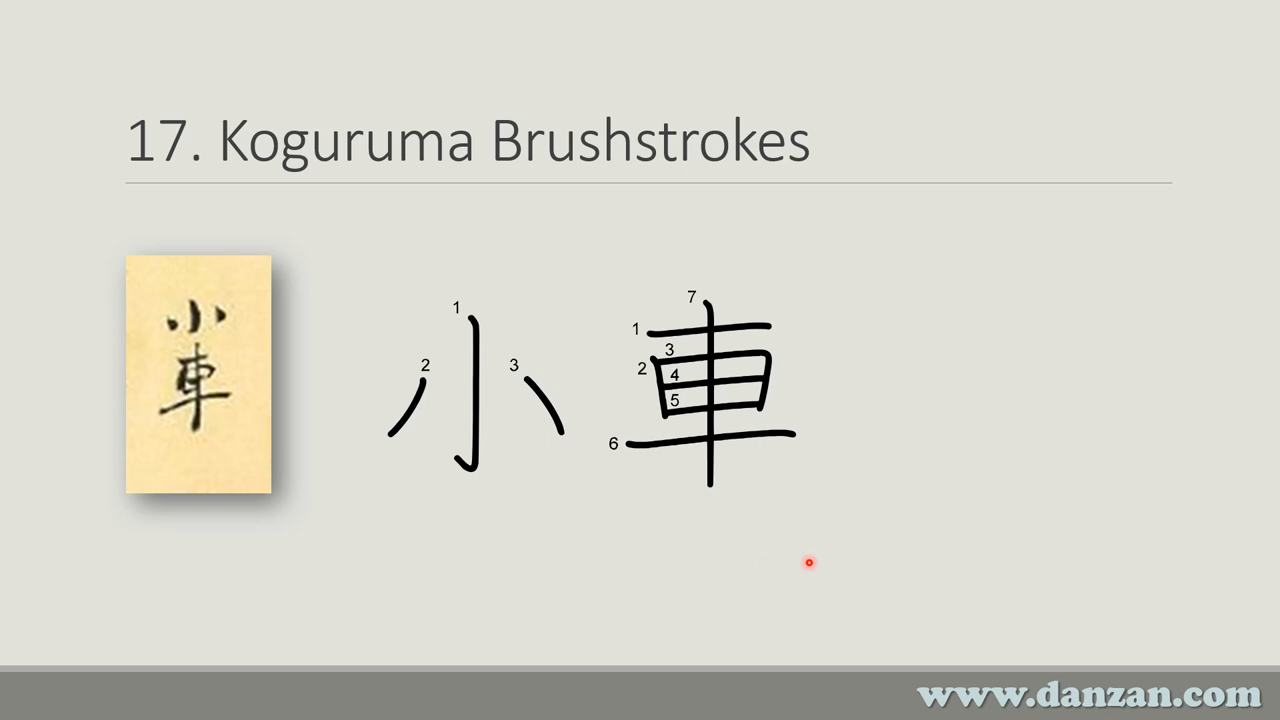 17. Koguruma Brushstrokes
小
車
1
2
3
小
7
1
3
2
4
5
6
車
www.danzan.com